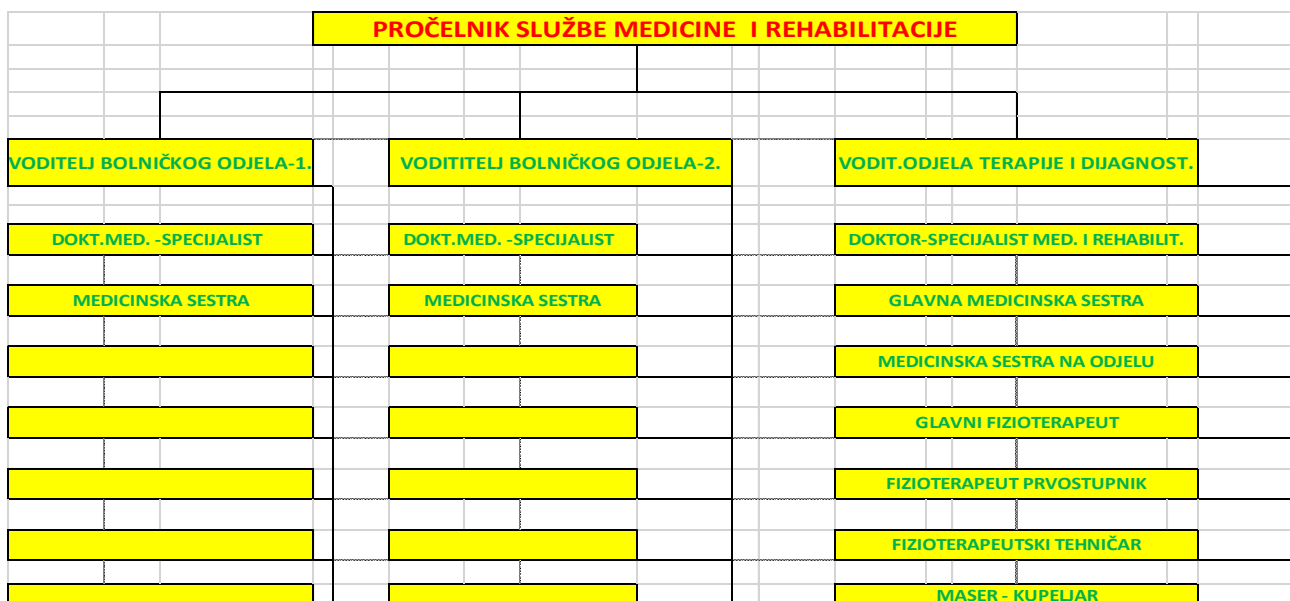 PROČELNIK SLUŽBE MEDICINE I REHABILITACIJE
VODITELJ BOLNIČKOG ODJELA-1.
VODITITELJ BOLNIČKOG ODJELA-2.
VODIT.ODJELA TERAPIJE I DIJAGNOST.
DOKT.MED. -SPECIJALIST
DOKT.MED. -SPECIJALIST
DOKTOR-SPECIJALIST MED. I REHABILIT.
MEDICINSKA SESTRA
MEDICINSKA SESTRA
GLAVNA MEDICINSKA SESTRA
MEDICINSKA SESTRA NA ODJELU
GLAVNI FIZIOTERAPEUT
FIZIOTERAPEUT PRVOSTUPNIK
FIZIOTERAPEUTSKI TEHNIČAR
MASER - KUPELJAR